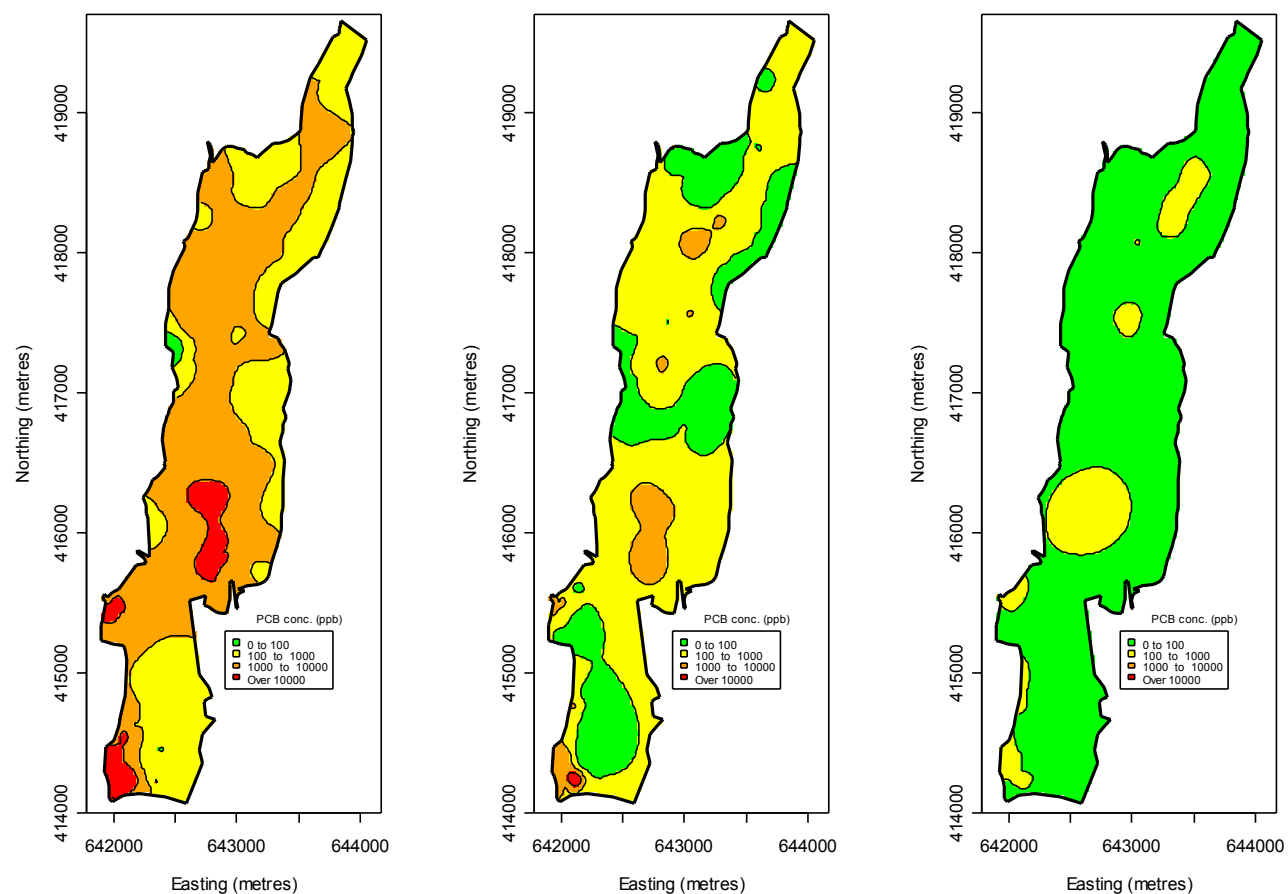 Northing (metres)
419000
418000
417000
416000
415000
414000
PCB conc. (ppb)
0 to 100
100 to 1000
1000 to 10000
Over 10000
642000 643000 644000
Easting (metres)
Northing (metres)
419000
418000
417000
416000
415000
414000
PCB conc. (ppb)
0 to 100
100 to 1000
1000 to 10000
Over 10000
642000 643000 644000
Easting (metres)
Northing (metres)
419000
418000
417000
416000
415000
414000
PCB conc. (ppb)
0 to 100
100 to 1000
1000 to 10000
Over 10000
642000 643000 644000
Easting (metres)